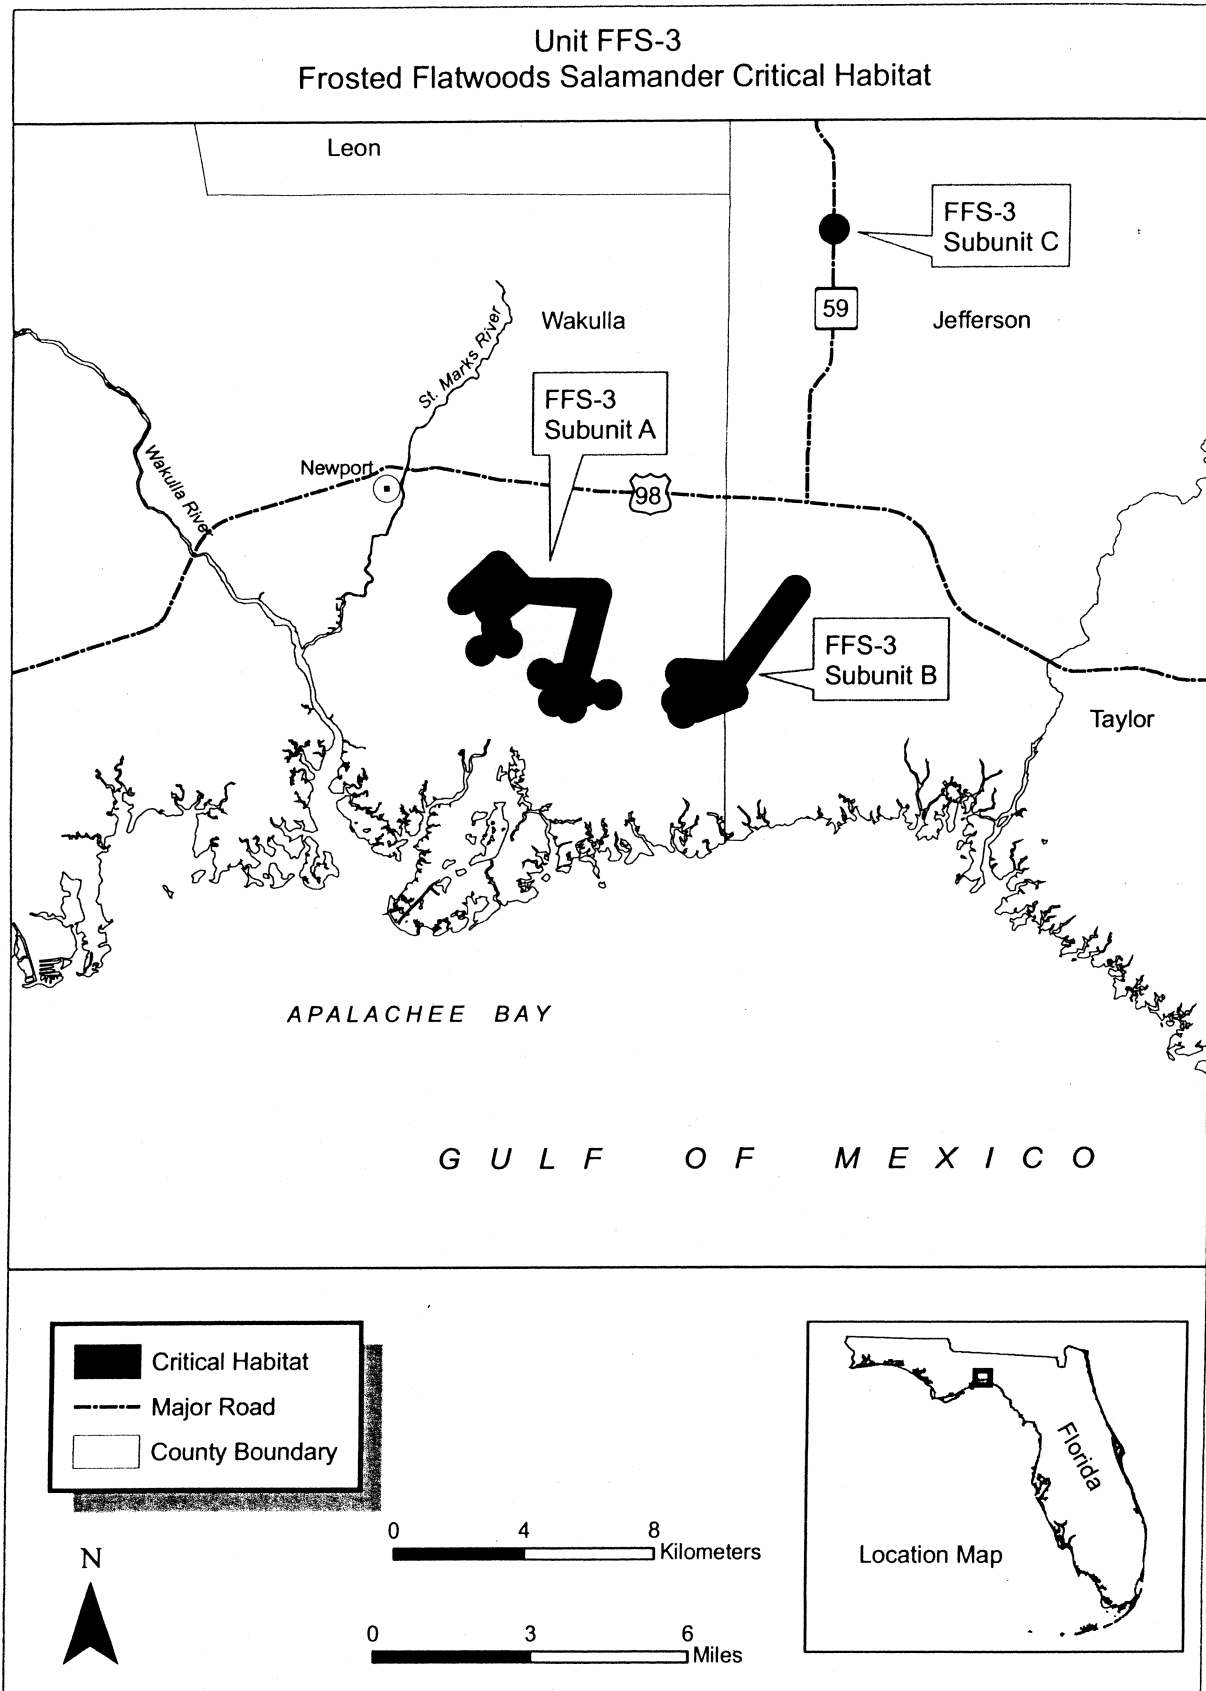 Unit FFS-3
Frosted Flatwoods Salamander Critical Habitat
Leon
FFS-3
Subunit C
59
Jefferson
Wakulla
St. Marks River
FFS-3
Subunit A
Wakulla River
Newport
98
FFS-3
Subunit B
Taylor
APALACHEE BAY
GULF OF MEXICO
Critical Habitat
Major Road
County Boundary
Florida
Location Map
N
0 4 8
Kilometers
0 3 6
Miles